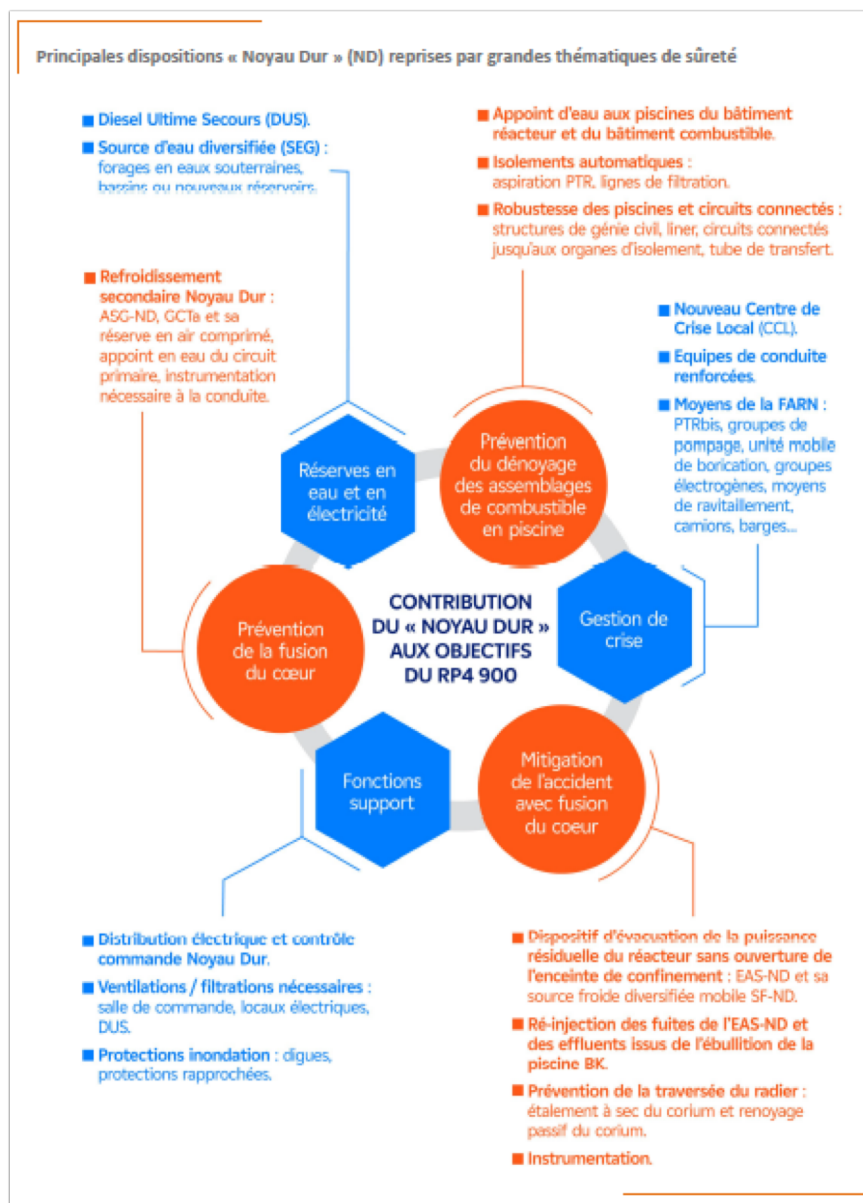 Principales dispositions « Noyau Dur » (ND) reprises par grandes thématiques de sûreté
■ Diesel Ultime Secours (DUS).
■ Source d'eau diversifiée (SEG) :
forages en eaux souterraines,
bassins ou nouveaux réservoirs.
■ Appoint d'eau aux piscines du bâtiment
réacteur et du bâtiment combustible.
■ Isolements automatiques :
aspiration PTR, lignes de filtration.
■ Robustesse des piscines et circuits connectés :
structures de génie civil, liner, circuits connectés
jusqu'aux organes d'isolement, tube de transfert.
■ Refroidissement
secondaire Noyau Dur :
ASG-ND, GCTa et sa
réserve en air comprimé,
appoint en eau du circuit
primaire, instrumentation
nécessaire à la conduite.
■ Nouveau Centre de
Crise Local (CCL).
■ Equipes de conduite
renforcées.
■ Moyens de la FARN :
PTRbis, groupes de
pompage, unité mobile
de borication, groupes
électrogènes, moyens
de ravitaillement,
camions, barges...
Réserves en
eau et en
électricité
Prévention
du dénoyage
des assemblages
de combustible
en piscine
Prévention
de la fusion
du cœur
CONTRIBUTION
DU « NOYAU DUR »
AUX OBJECTIFS
DU RP4 900
Gestion de
crise
Fonctions
support
Mitigation
de l'accident
avec fusion
du coeur
■ Distribution électrique et contrôle
commande Noyau Dur.
■ Ventilations / filtrations nécessaires :
salle de commande, locaux électriques,
DUS.
■ Protections inondation : digues,
protections rapprochées.
■ Dispositif d'évacuation de la puissance
résiduelle du réacteur sans ouverture de
l'enceinte de confinement : EAS-ND et sa
source froide diversifiée mobile SF-ND.
■ Ré-injection des fuites de l'EAS-ND et
des effluents issus de l'ébullition de la
piscine BK.
■ Prévention de la traversée du radier :
étalement à sec du corium et renoyage
passif du corium.
■ Instrumentation.